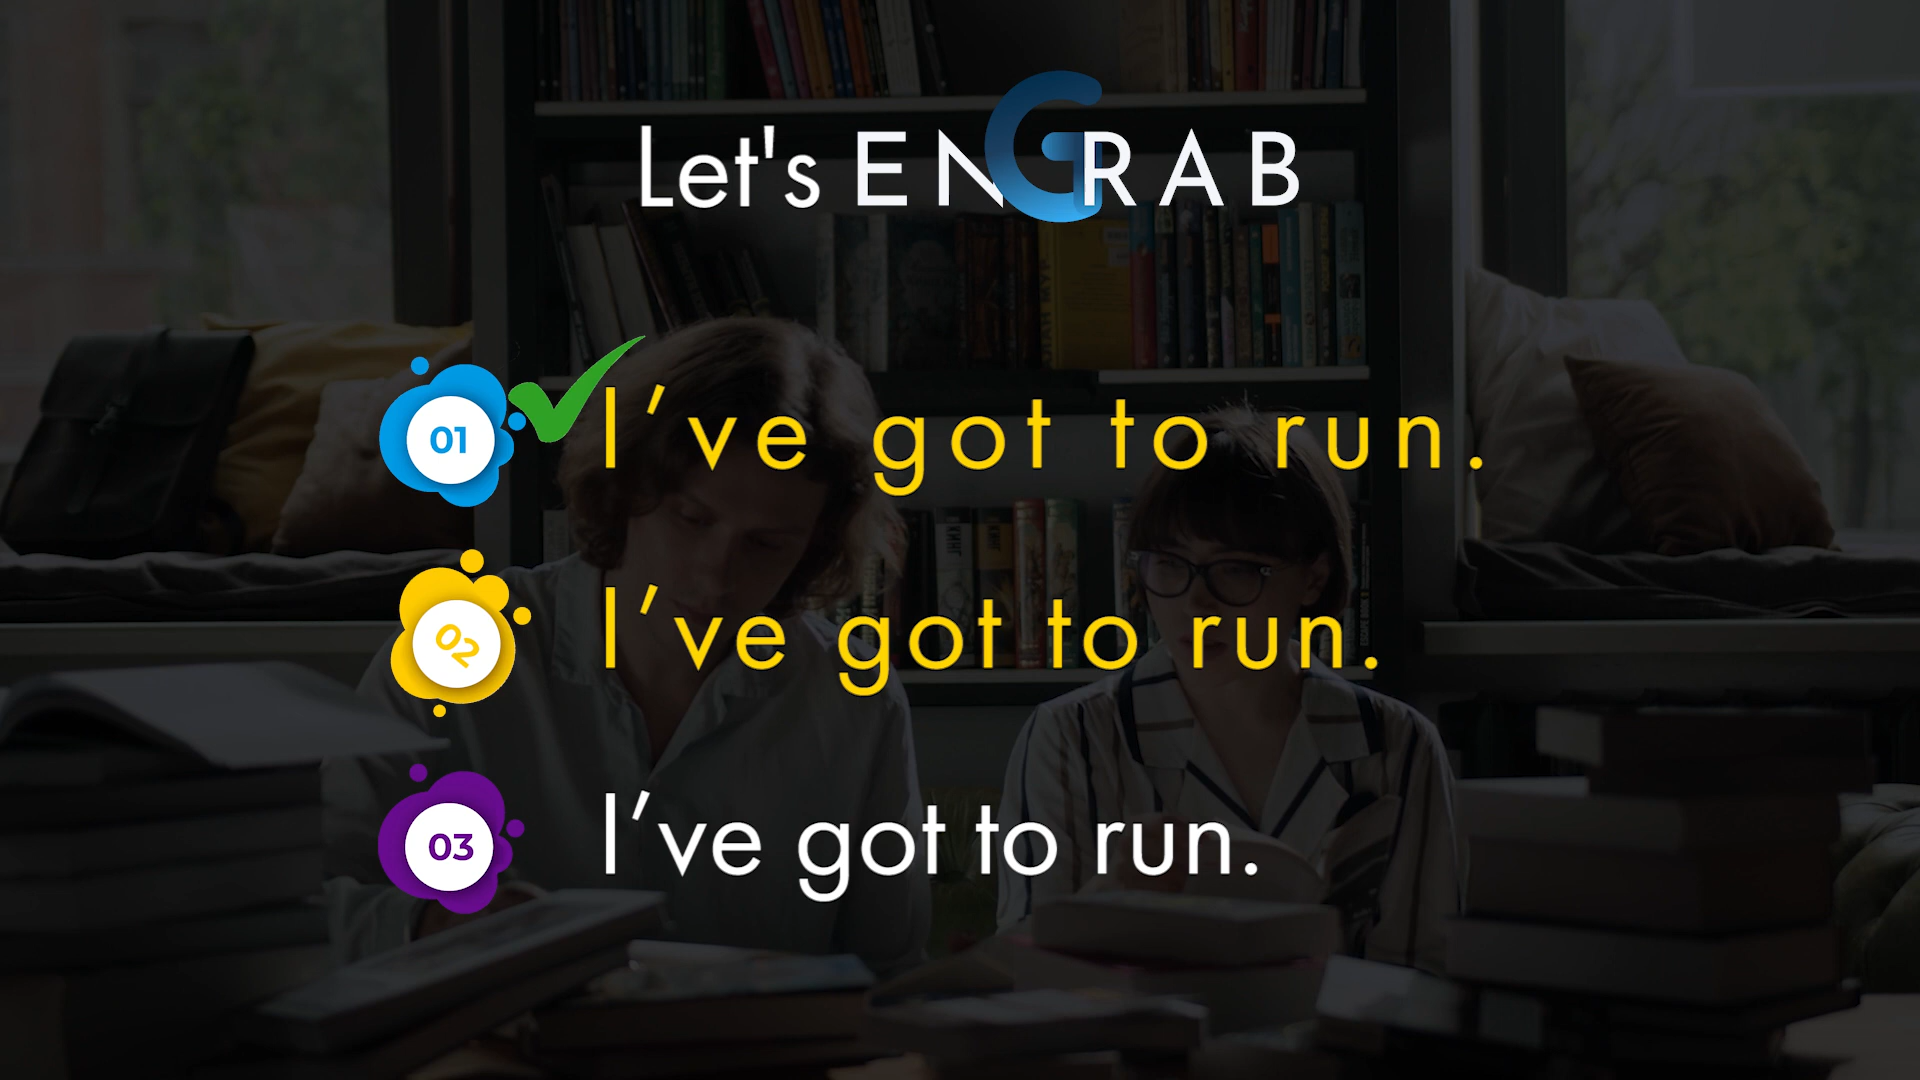 Let's ENGRAB
01 I've got to run.
02 I've got to run.
03 I've got to run.